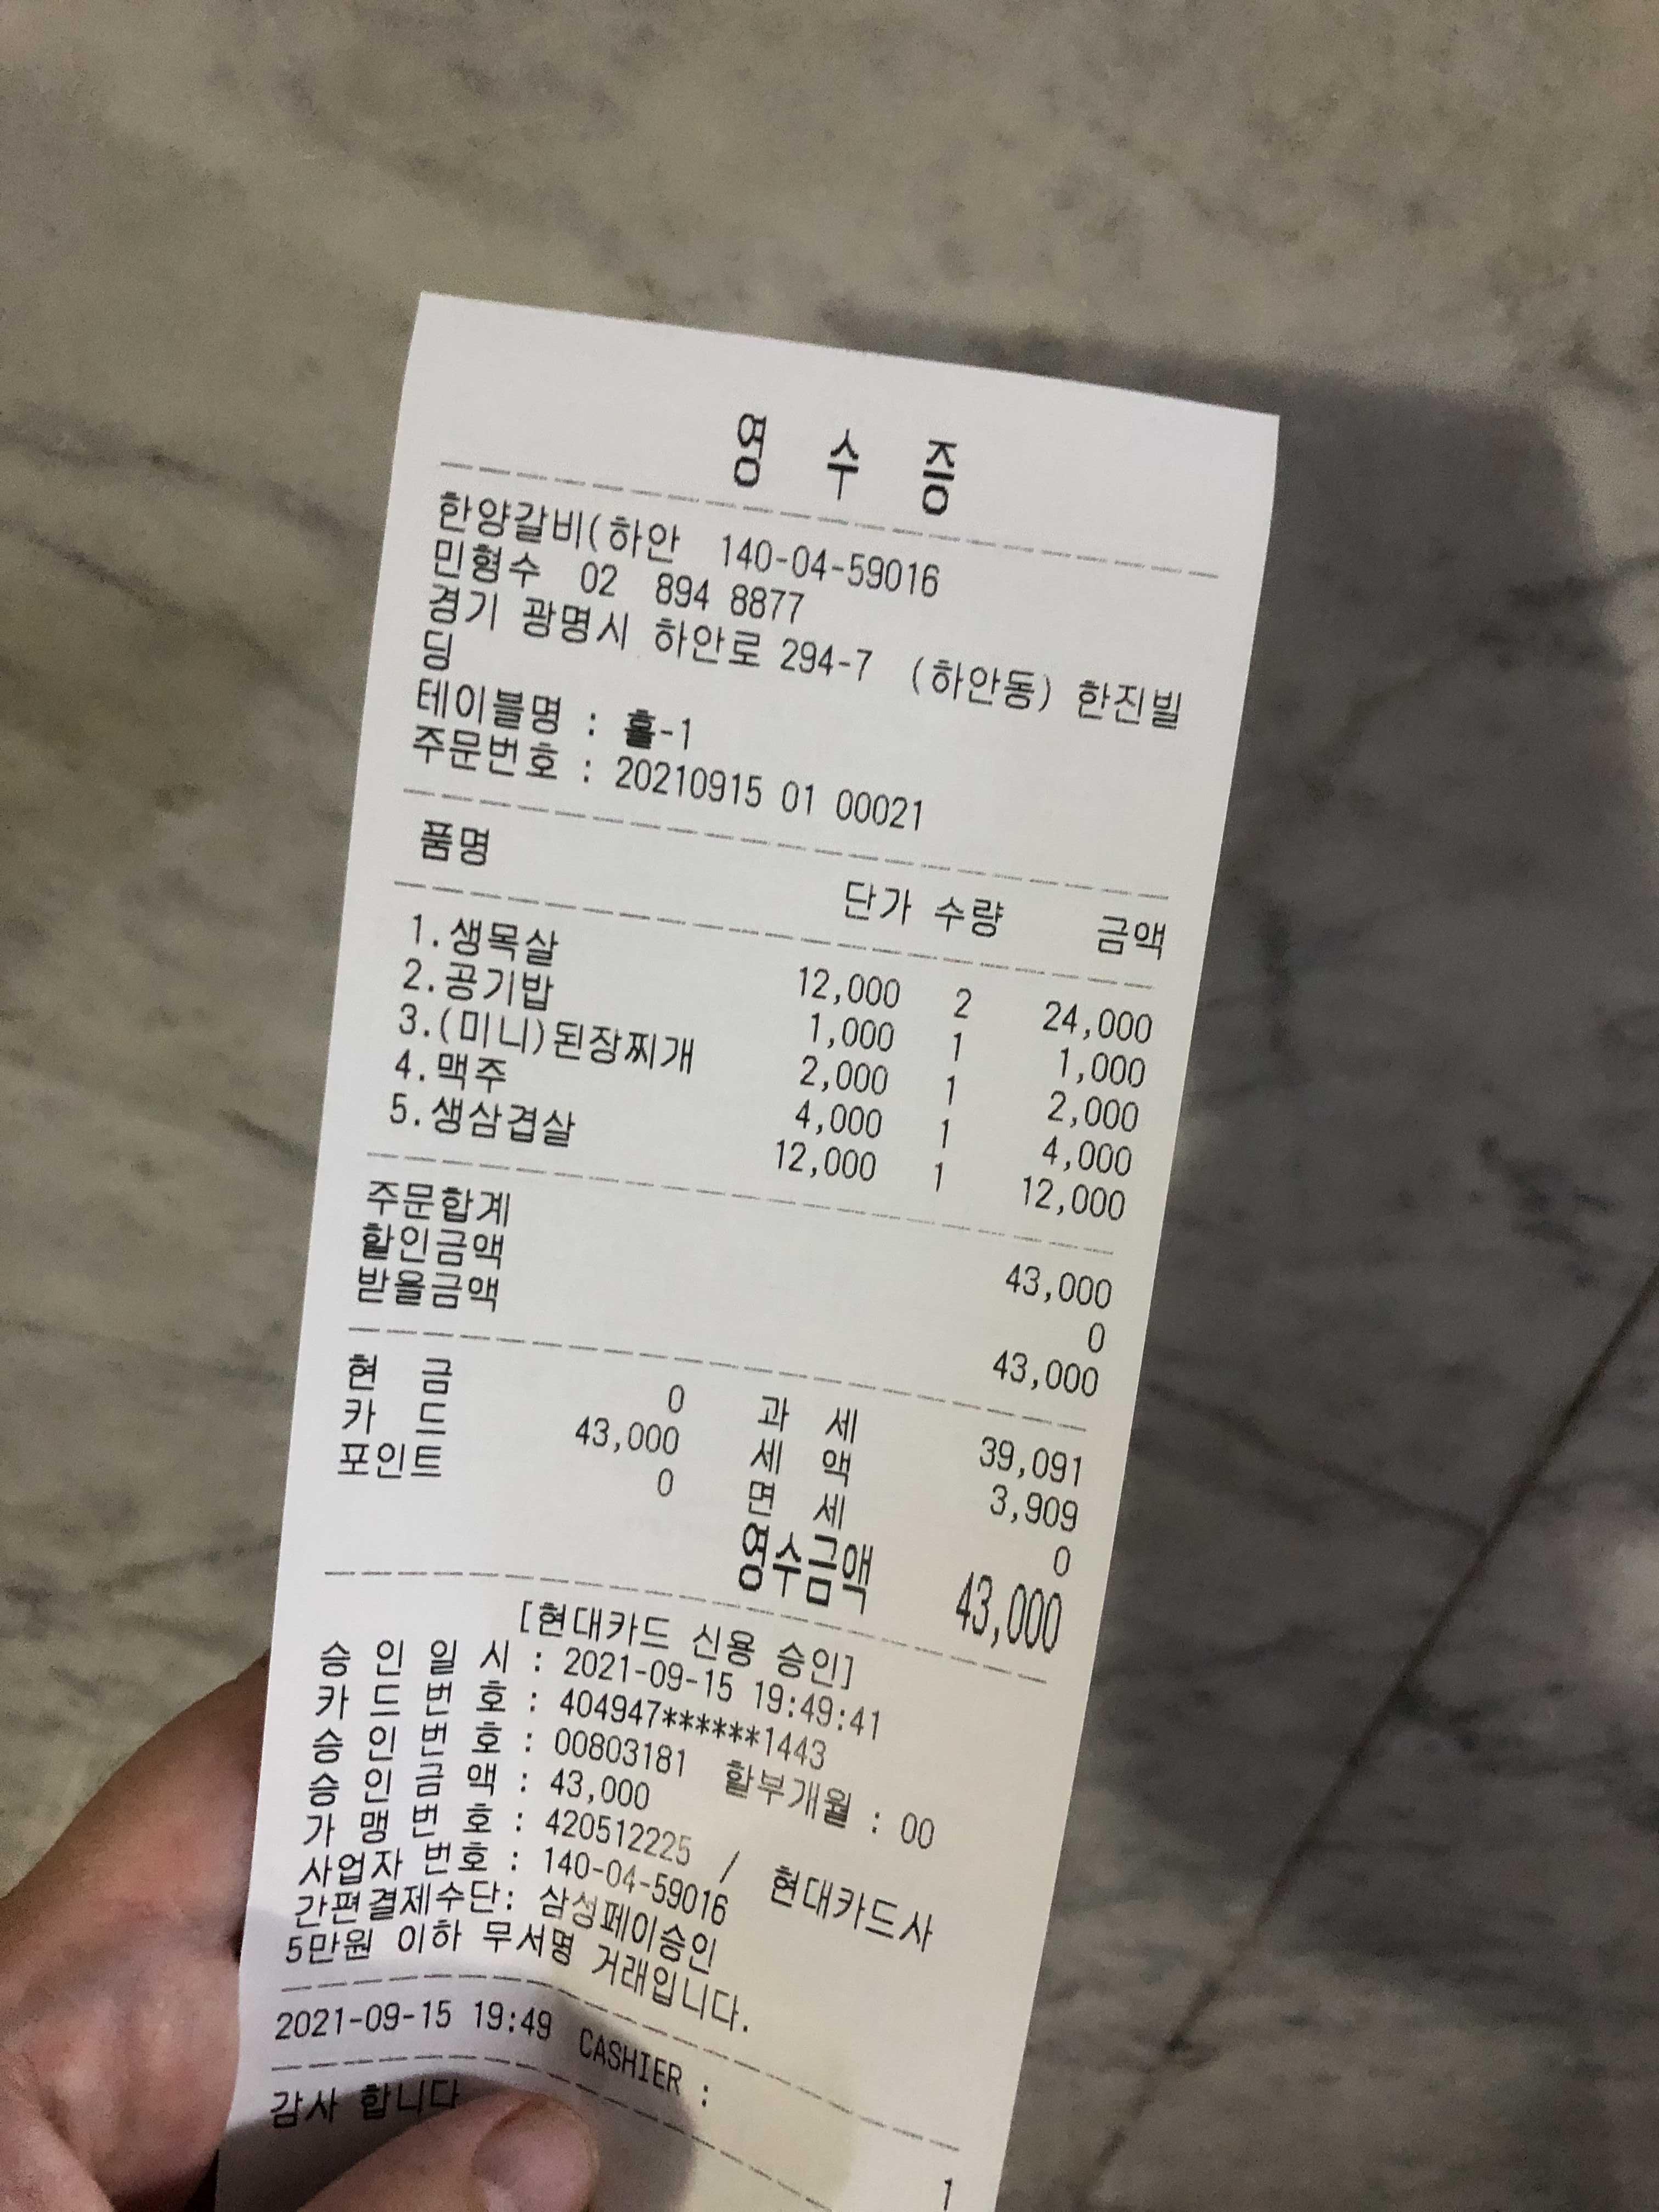 영 수 증
한양갈비(하안 140-04-59016
민형수 02 894 8877
경기 광명시 하안로 294-7 (하안동) 한진빌
딩
테이블명 : 홀-1
주문번호 : 20210915 01 00021
품명 단가 수량 금액
1.생목살 12,000 2 24,000
2.공기밥 1,000 1 1,000
3.(미니)된장찌개 2,000 1 2,000
4.맥주 4,000 1 4,000
5.생삼겹살 12,000 1 12,000
주문합계 43,000
할인금액 0
받을금액 43,000
현 금 0 과 세 39,091
카 드 43,000 세 액 3,909
포인트 0 면 세 0
영수금액 43,000
[현대카드 신용 승인]
승 인 일 시 : 2021-09-15 19:49:41
카 드 번 호 : 404947******1443
승 인 번 호 : 00803181 할부개월 : 00
승 인 금 액 : 43,000
가 맹 번 호 : 420512225 / 현대카드사
사업자 번호 : 140-04-59016
간편결제수단: 삼성페이승인
5만원 이하 무서명 거래입니다.
2021-09-15 19:49 CASHIER :
감사 합니다
1